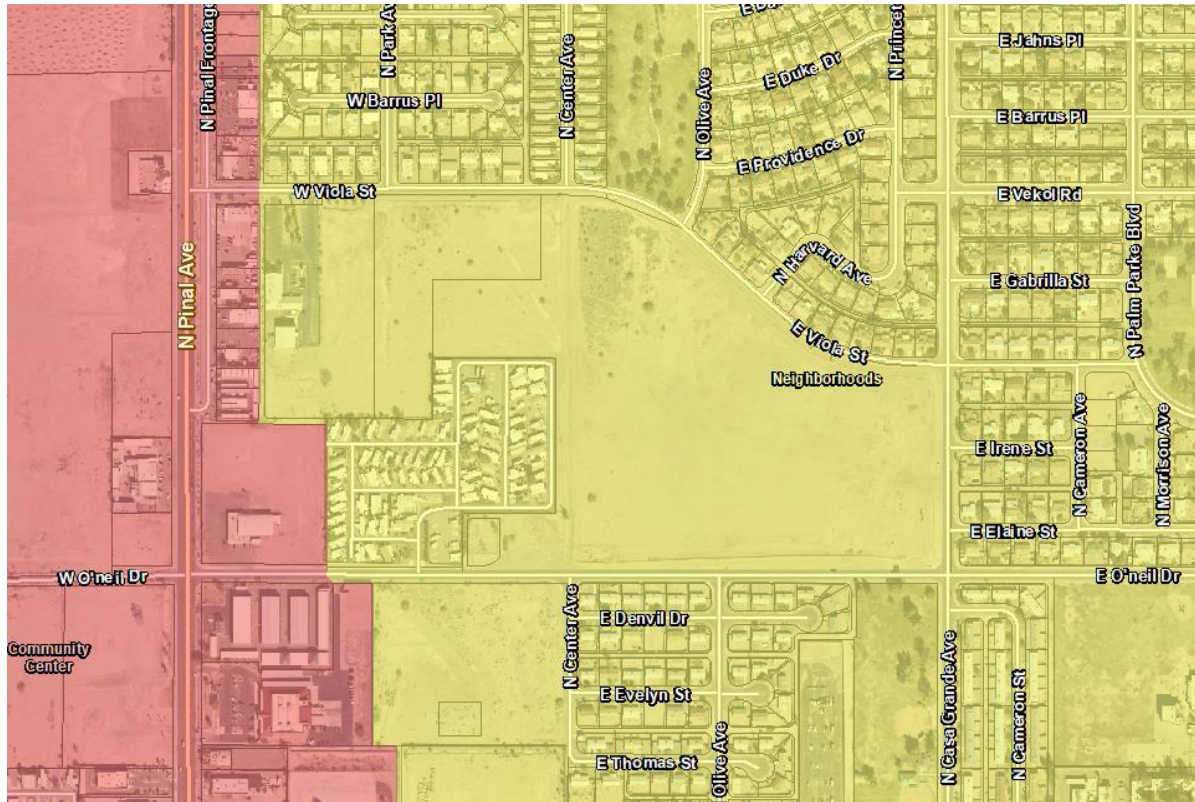 N Pinal Frontage
N Park Av
N Center Ave
N Olive Ave
E Duke Dr
N Princet
E Jahns Pl
W Barrus Pl
E Barrus Pl
E Providence Dr
W Viola St
E Vekol Rd
N Pinal Ave
N Harvard Ave
E Gabrilla St
N Palm Parke Blvd
E Viola St
Neighborhoods
E Irene St
N Cameron Ave
N Morrison Ave
E Elaine St
W O'neil Dr
E O'neil Dr
Community
Center
N Center Ave
E Denvil Dr
E Evelyn St
Olive Ave
E Thomas St
N Casa Grande Ave
N Cameron St